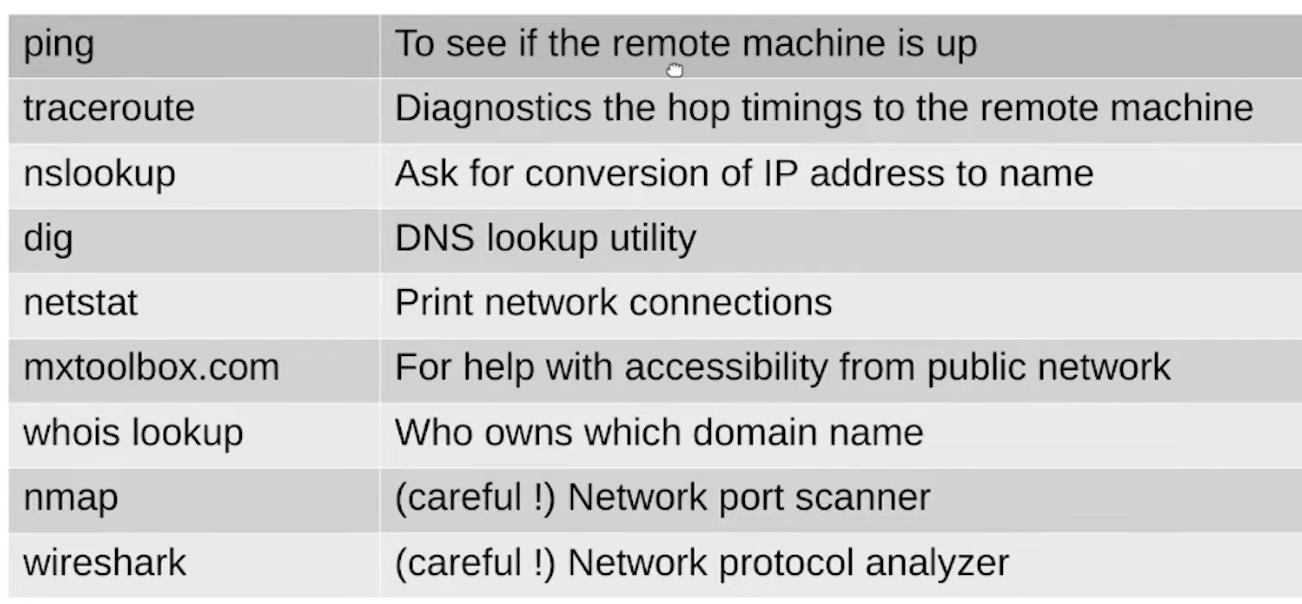 ping To see if the remote machine is up
traceroute Diagnostics the hop timings to the remote machine
nslookup Ask for conversion of IP address to name
dig DNS lookup utility
netstat Print network connections
mxtoolbox.com For help with accessibility from public network
whois lookup Who owns which domain name
nmap (careful !) Network port scanner
wireshark (careful !) Network protocol analyzer